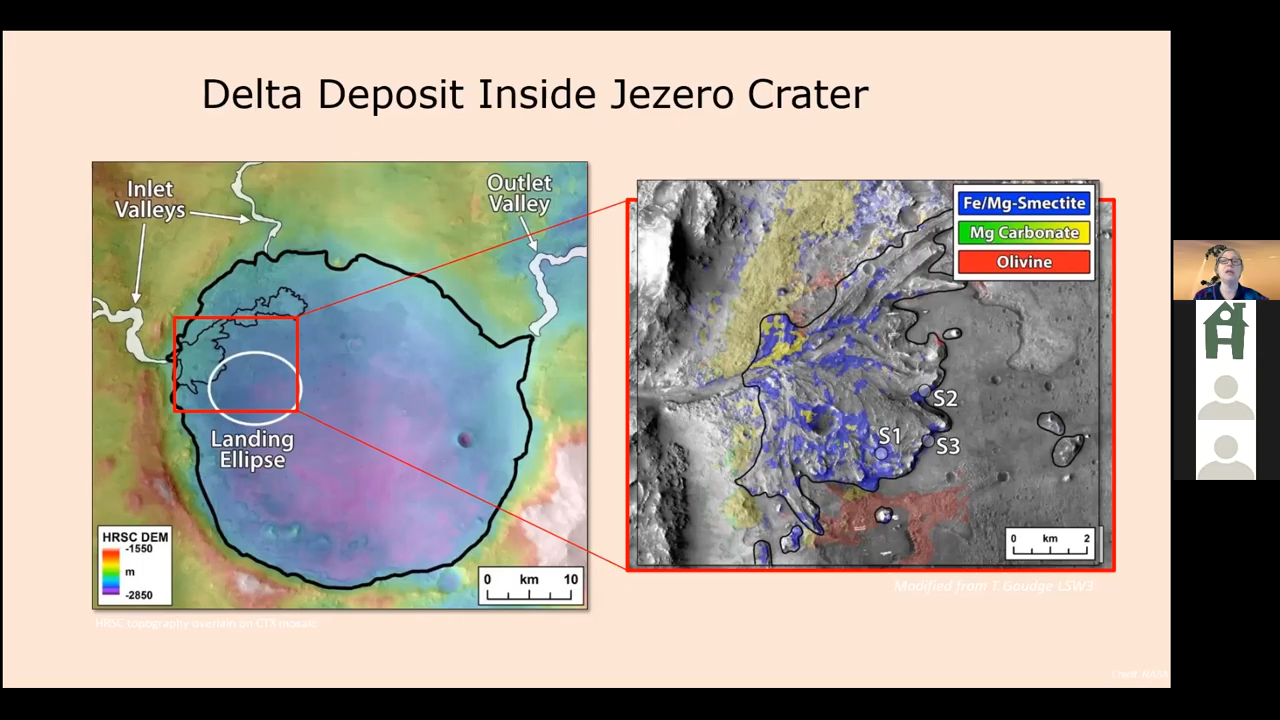 Delta Deposit Inside Jezero Crater
Inlet
Valleys
Outlet
Valley
Landing
Ellipse
HRSC DEM
-1550
m
-2850
0 km 10
HRSC topography overlain on CTX mosaic
Fe/Mg-Smectite
Mg Carbonate
Olivine
S2
S1
S3
0 km 2
Modified from T. Goudge LSW3
Credit: NASA